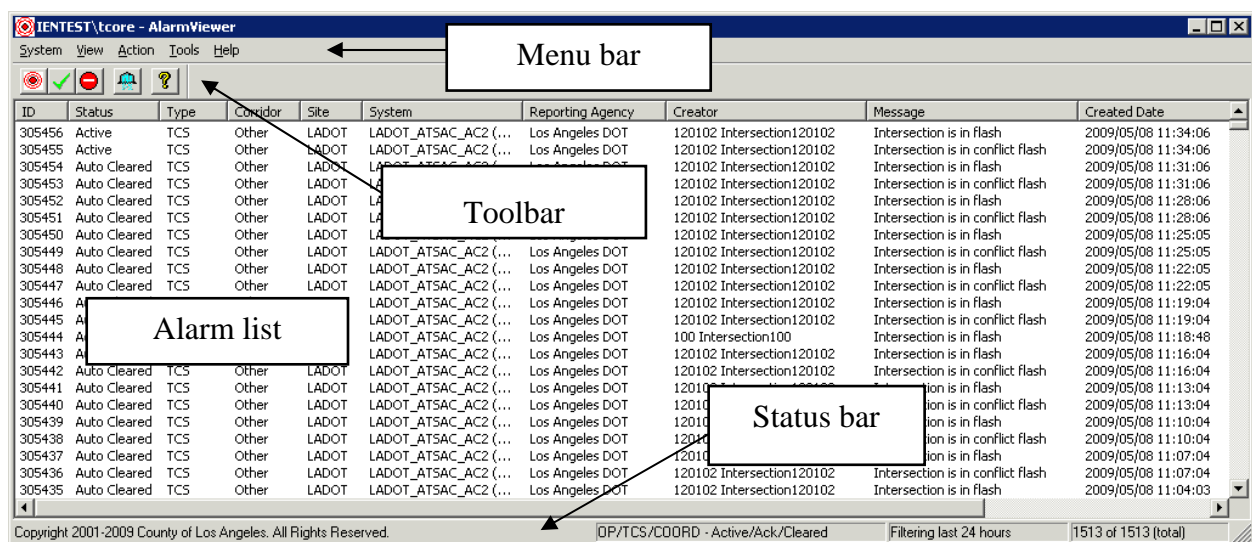 IENTEST\tcore - AlarmViewer
System View Action Tools Help
Menu bar
ID Status Type Corridor Site System Reporting Agency Creator Message Created Date
305456 Active TCS Other LADOT LADOT_ATSAC_AC2 (... Los Angeles DOT 120102 Intersection120102 Intersection is in flash 2009/05/08 11:34:06
305455 Active TCS Other LADOT LADOT_ATSAC_AC2 (... Los Angeles DOT 120102 Intersection120102 Intersection is in conflict flash 2009/05/08 11:34:06
305454 Auto Cleared TCS Other LADOT LADOT_ATSAC_AC2 (... Los Angeles DOT 120102 Intersection120102 Intersection is in flash 2009/05/08 11:31:06
305453 Auto Cleared TCS Other LADOT 120102 Intersection120102 Intersection is in conflict flash 2009/05/08 11:31:06
305452 Auto Cleared TCS Other LADOT 120102 Intersection120102 Intersection is in flash 2009/05/08 11:28:06
Toolbar
305451 Auto Cleared TCS Other LADOT 120102 Intersection120102 Intersection is in conflict flash 2009/05/08 11:28:06
305450 Auto Cleared TCS Other LADOT Los Angeles DOT 120102 Intersection120102 Intersection is in flash 2009/05/08 11:25:05
305449 Auto Cleared TCS Other LADOT LADOT_ATSAC_AC2 (... Los Angeles DOT 120102 Intersection120102 Intersection is in conflict flash 2009/05/08 11:25:05
305448 Auto Cleared TCS Other LADOT LADOT_ATSAC_AC2 (... Los Angeles DOT 120102 Intersection120102 Intersection is in flash 2009/05/08 11:22:05
305447 Auto Cleared TCS Other LADOT LADOT_ATSAC_AC2 (... Los Angeles DOT 120102 Intersection120102 Intersection is in conflict flash 2009/05/08 11:22:05
305446 LADOT_ATSAC_AC2 (... Los Angeles DOT 120102 Intersection120102 Intersection is in flash 2009/05/08 11:19:04
305445 LADOT_ATSAC_AC2 (... Los Angeles DOT 120102 Intersection120102 Intersection is in conflict flash 2009/05/08 11:19:04
Alarm list
305444 LADOT_ATSAC_AC2 (... Los Angeles DOT 100 Intersection100 Intersection is in flash 2009/05/08 11:18:48
305443 LADOT_ATSAC_AC2 (... Los Angeles DOT 120102 Intersection120102 Intersection is in flash 2009/05/08 11:16:04
305442 Auto Cleared TCS Other LADOT LADOT_ATSAC_AC2 (... Los Angeles DOT 120102 Intersection120102 Intersection is in conflict flash 2009/05/08 11:16:04
305441 Auto Cleared TCS Other LADOT LADOT_ATSAC_AC2 (... Los Angeles DOT is in flash 2009/05/08 11:13:04
305440 Auto Cleared TCS Other LADOT LADOT_ATSAC_AC2 (... Los Angeles DOT is in conflict flash 2009/05/08 11:13:04
Status bar
305439 Auto Cleared TCS Other LADOT LADOT_ATSAC_AC2 (... Los Angeles DOT is in flash 2009/05/08 11:10:04
305438 Auto Cleared TCS Other LADOT LADOT_ATSAC_AC2 (... Los Angeles DOT is in conflict flash 2009/05/08 11:10:04
305437 Auto Cleared TCS Other LADOT LADOT_ATSAC_AC2 (... Los Angeles DOT is in flash 2009/05/08 11:07:04
305436 Auto Cleared TCS Other LADOT LADOT_ATSAC_AC2 (... Los Angeles DOT 120102 Intersection120102 Intersection is in conflict flash 2009/05/08 11:07:04
305435 Auto Cleared TCS Other LADOT LADOT_ATSAC_AC2 (... Los Angeles DOT 120102 Intersection120102 Intersection is in flash 2009/05/08 11:04:03
Copyright 2001-2009 County of Los Angeles. All Rights Reserved. OP/TCS/COORD - Active/Ack/Cleared Filtering last 24 hours 1513 of 1513 (total)